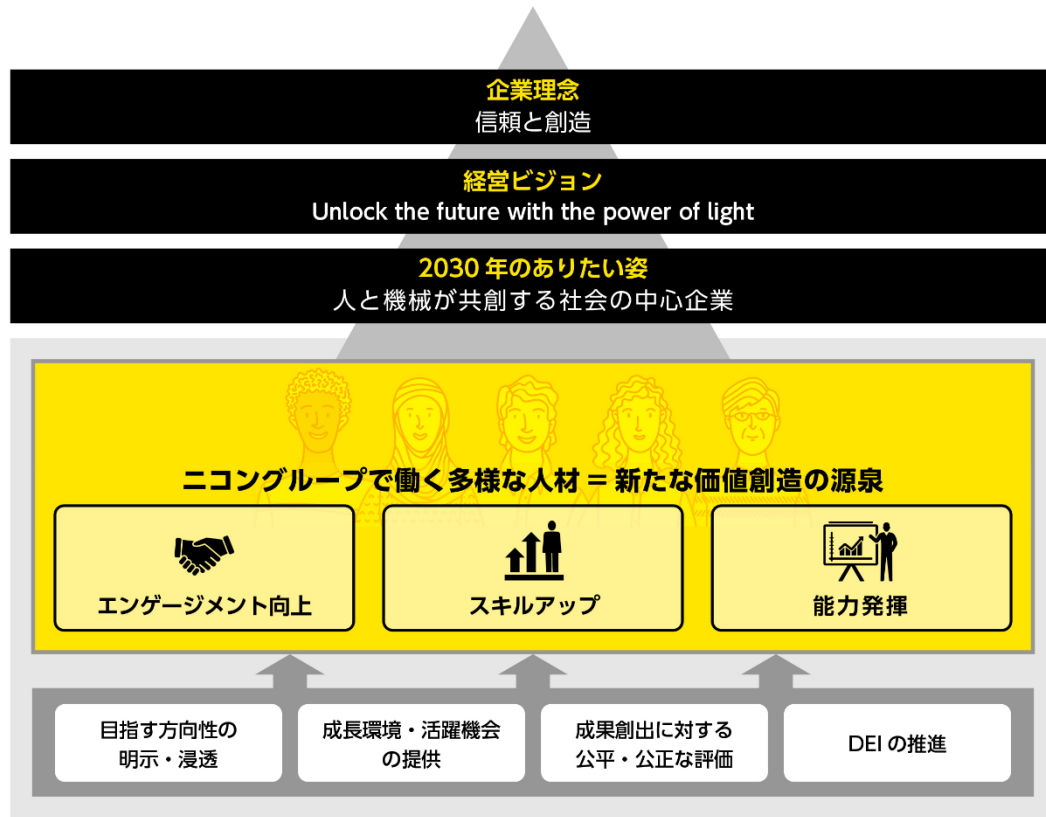 企業理念
信頼と創造
経営ビジョン
Unlock the future with the power of light
2030 年のありたい姿
人と機械が共創する社会の中心企業
ニコングループで働く多様な人材 = 新たな価値創造の源泉
エンゲージメント向上
スキルアップ
能力発揮
目指す方向性の
明示・浸透
成長環境・活躍機会
の提供
成果創出に対する
公平・公正な評価
DEI の推進